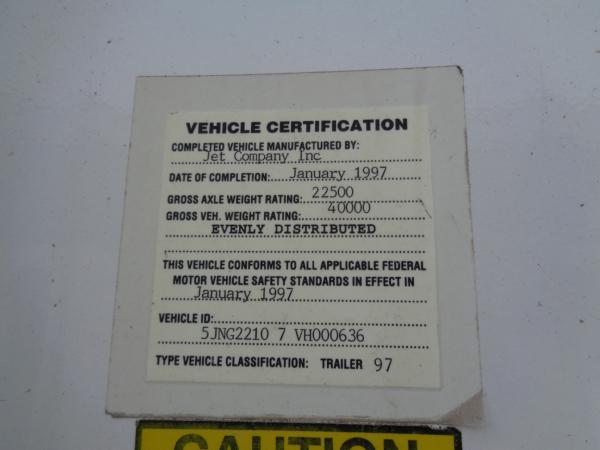 VEHICLE CERTIFICATION
COMPLETED VEHICLE MANUFACTURED BY:
Jet Company Inc
DATE OF COMPLETION: January 1997
GROSS AXLE WEIGHT RATING: 22500
GROSS VEH. WEIGHT RATING: 40000
EVENLY DISTRIBUTED
THIS VEHICLE CONFORMS TO ALL APPLICABLE FEDERAL
MOTOR VEHICLE SAFETY STANDARDS IN EFFECT IN
January 1997
VEHICLE ID:
5JNG2210 7 VH000636
TYPE VEHICLE CLASSIFICATION: TRAILER 97
CAUTION